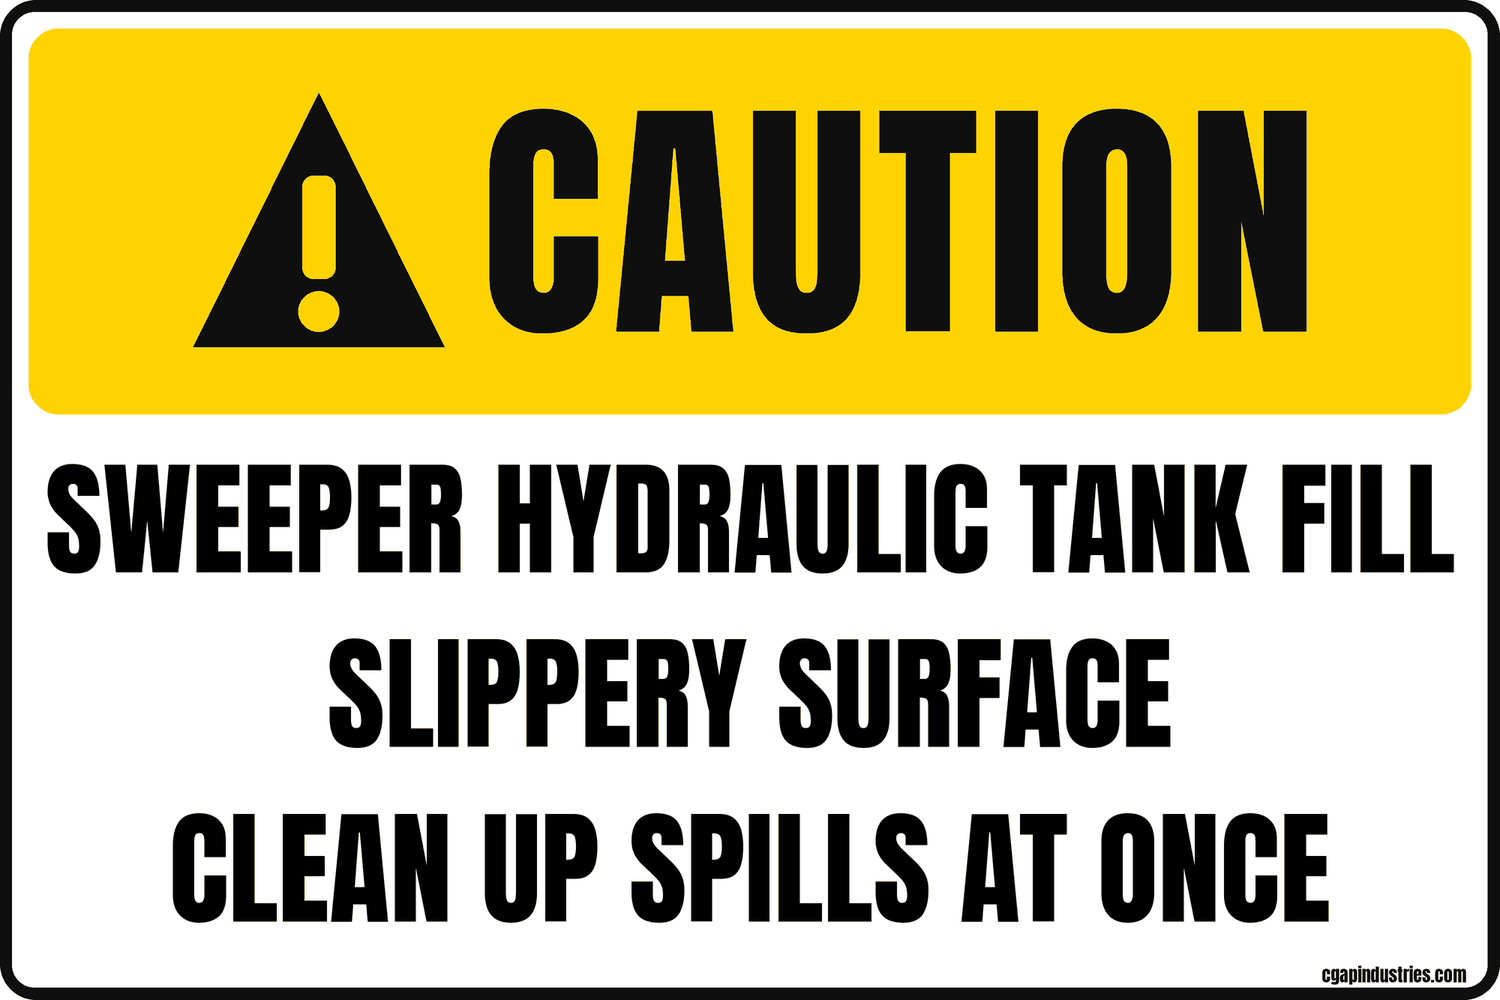 CAUTION
SWEEPER HYDRAULIC TANK FILL
SLIPPERY SURFACE
CLEAN UP SPILLS AT ONCE
cgapindustries.com